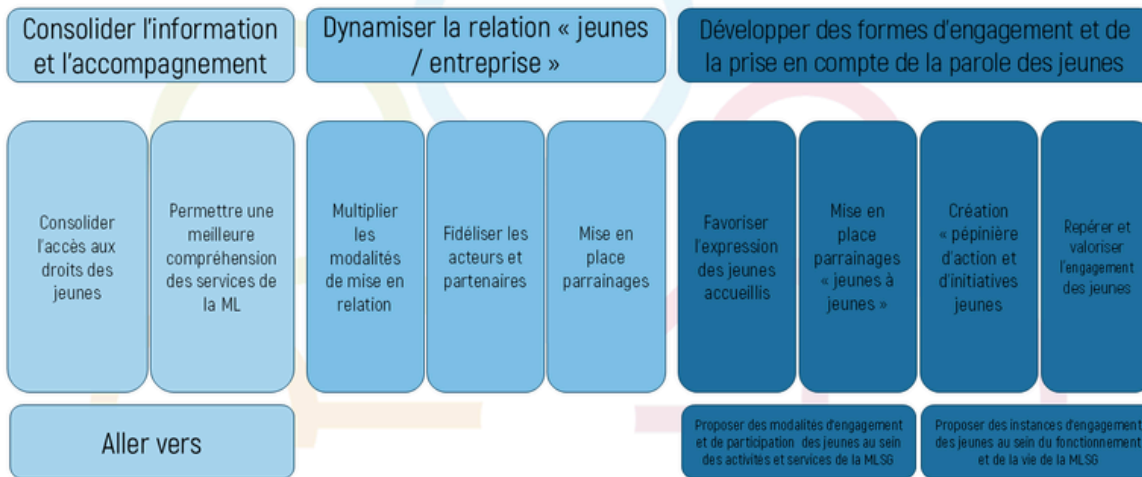 Consolider l'information
et l'accompagnement
Dynamiser la relation « jeunes
/ entreprise »
Développer des formes d'engagement et de
la prise en compte de la parole des jeunes
Consolider
l'accès aux
droits des
jeunes
Permettre une
meilleure
compréhension
des services de
la ML
Multiplier
les
modalités
de mise en
relation
Fidéliser les
acteurs et
partenaires
Mise en
place
parraînages
Favoriser
l'expression
des jeunes
accueillis
Mise en
place
parraînages
« jeunes à
jeunes »
Création
« pépinière
d'action et
d'initiatives
jeunes
Repérer et
valoriser
l'engagement
des jeunes
Aller vers
Proposer des modalités d'engagement
et de participation des jeunes au sein
des activités et services de la MLSG
Proposer des instances d'engagement
des jeunes au sein du fonctionnement
et de la vie de la MLSG